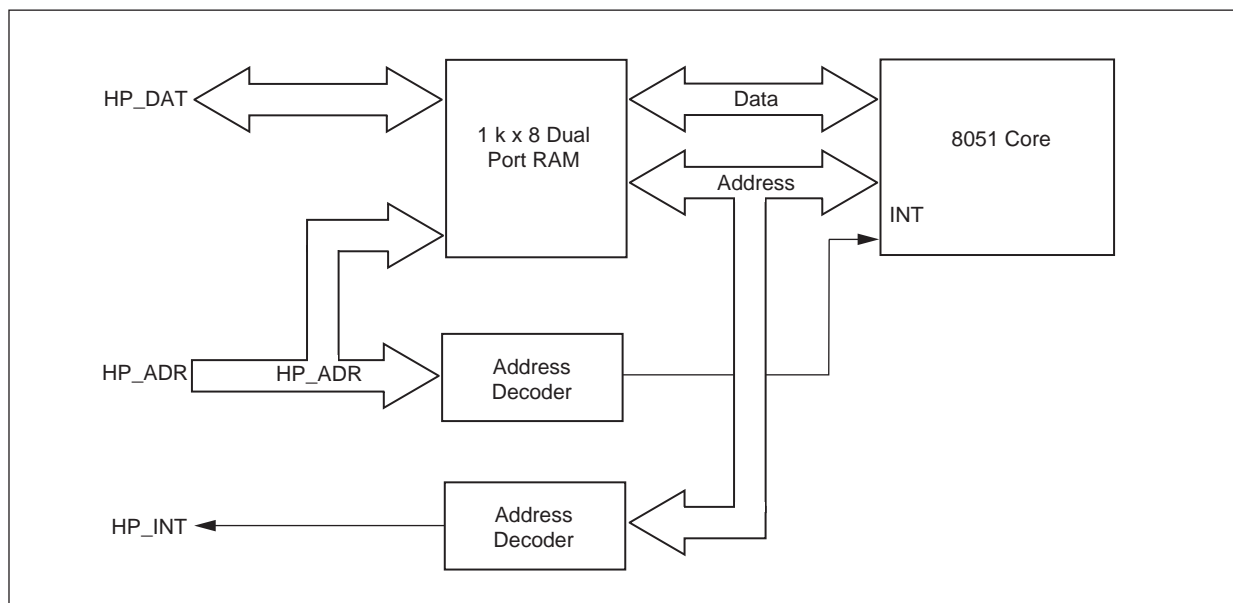 HP_DAT
1 k x 8 Dual
Port RAM
Data
Address
8051 Core
INT
HP_ADR
HP_ADR
Address
Decoder
HP_INT
Address
Decoder